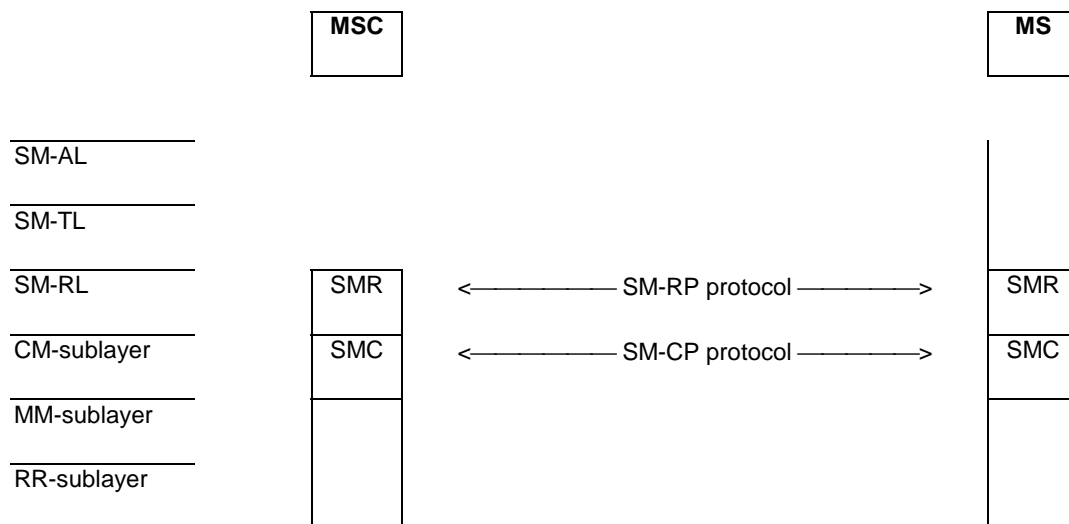 MSC MS
SM-AL
SM-TL
SM-RL SMR <———————— SM-RP protocol ————————> SMR
CM-sublayer SMC <———————— SM-CP protocol ————————> SMC
MM-sublayer
RR-sublayer